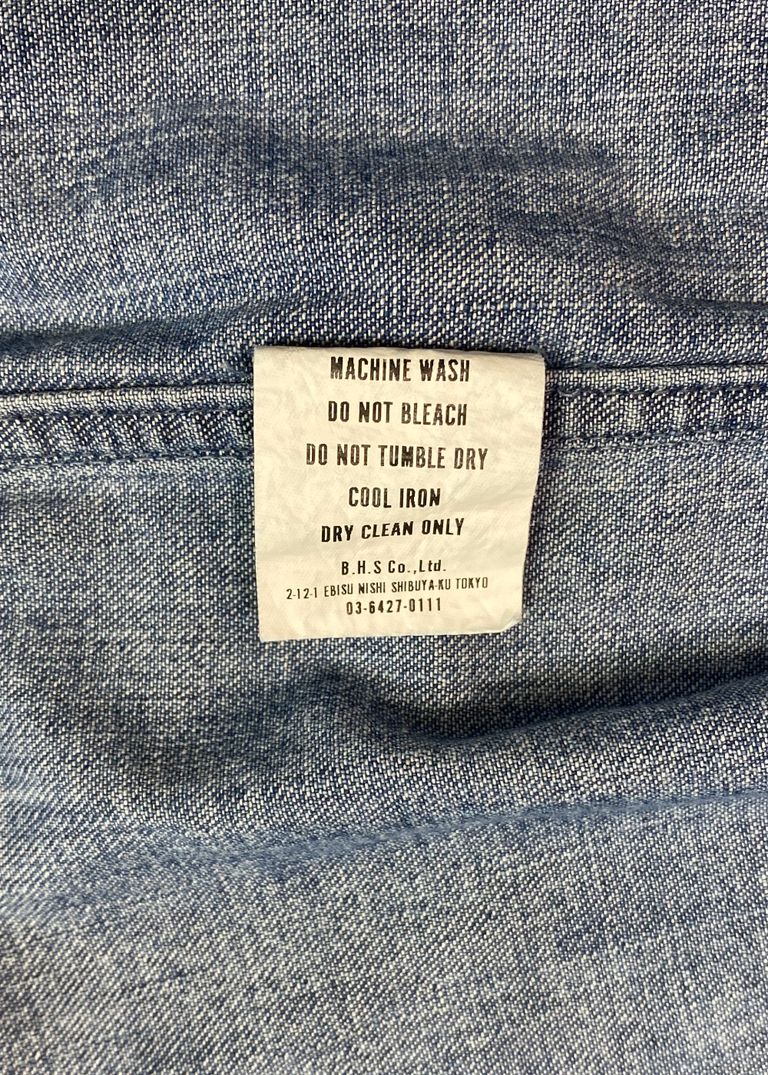 MACHINE WASH
DO NOT BLEACH
DO NOT TUMBLE DRY
COOL IRON
DRY CLEAN ONLY
B.H.S Co.,Ltd.
2-12-1 EBISU NISHI SHIBUYA-KU TOKYO
03-6427-0111